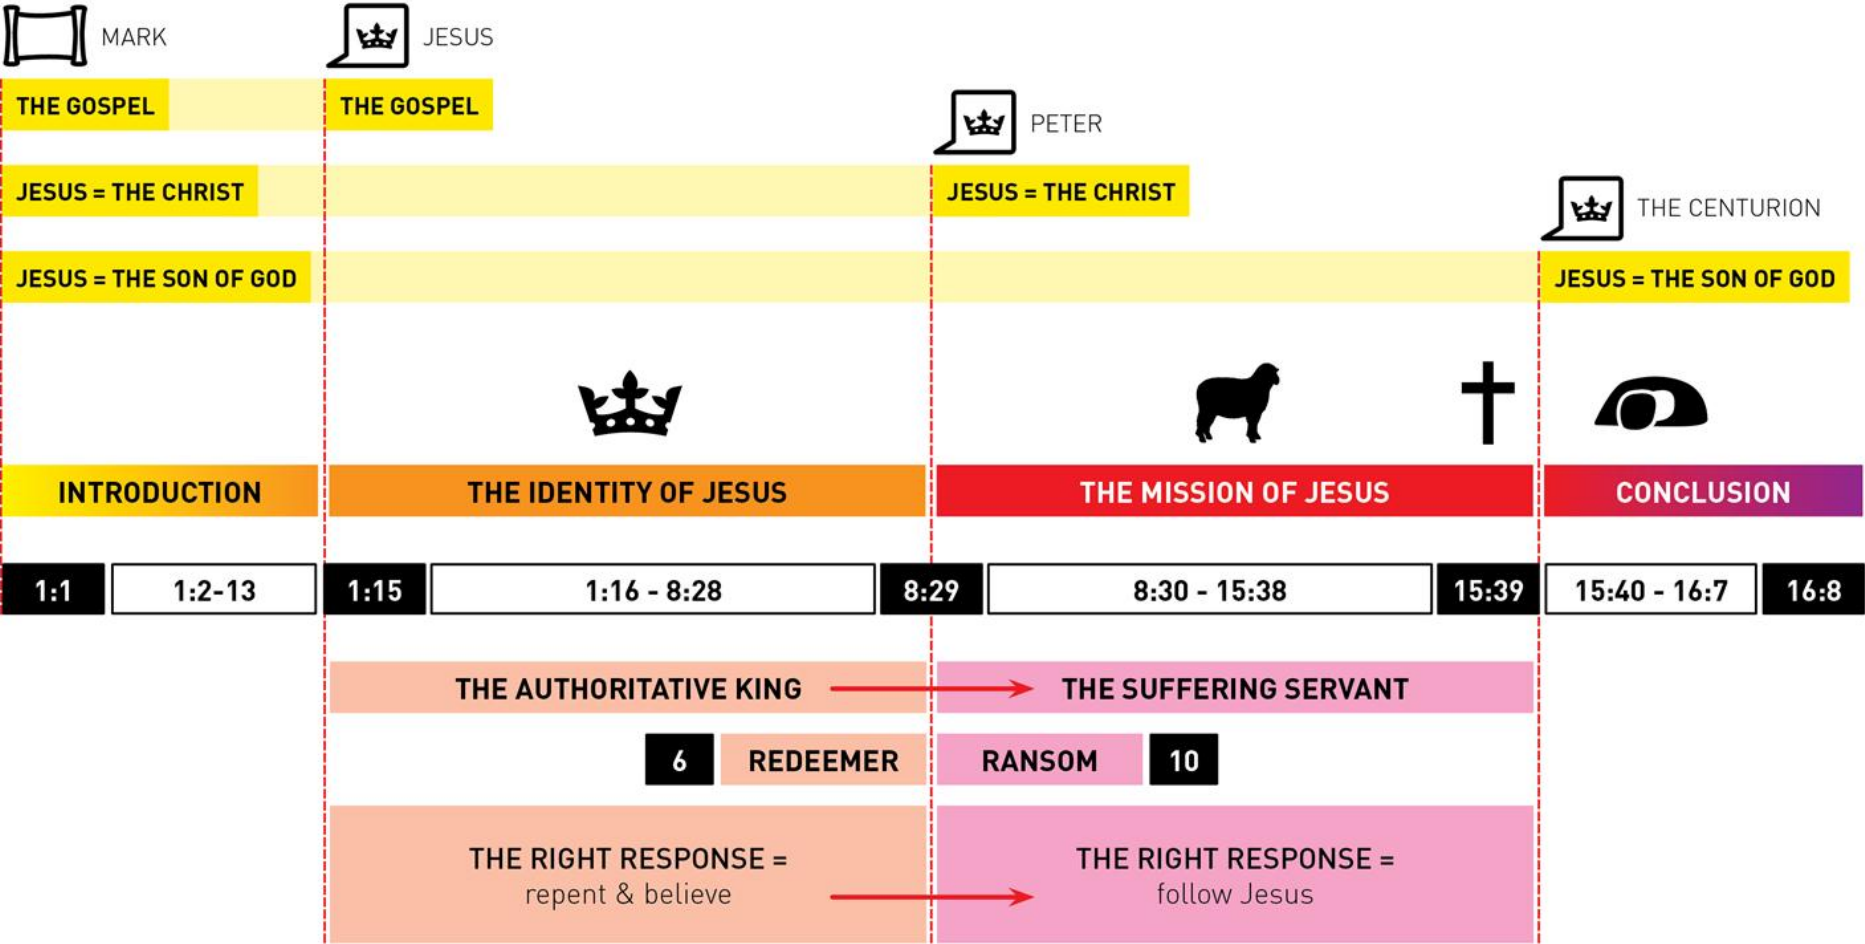 MARK
JESUS
THE GOSPEL
THE GOSPEL
PETER
JESUS = THE CHRIST
JESUS = THE CHRIST
THE CENTURION
JESUS = THE SON OF GOD
JESUS = THE SON OF GOD
INTRODUCTION
THE IDENTITY OF JESUS
THE MISSION OF JESUS
CONCLUSION
1:1
1:2-13
1:15
1:16 - 8:28
8:29
8:30 - 15:38
15:39
15:40 - 16:7
16:8
THE AUTHORITATIVE KING
THE SUFFERING SERVANT
6
REDEEMER
RANSOM
10
THE RIGHT RESPONSE =
repent & believe
THE RIGHT RESPONSE =
follow Jesus